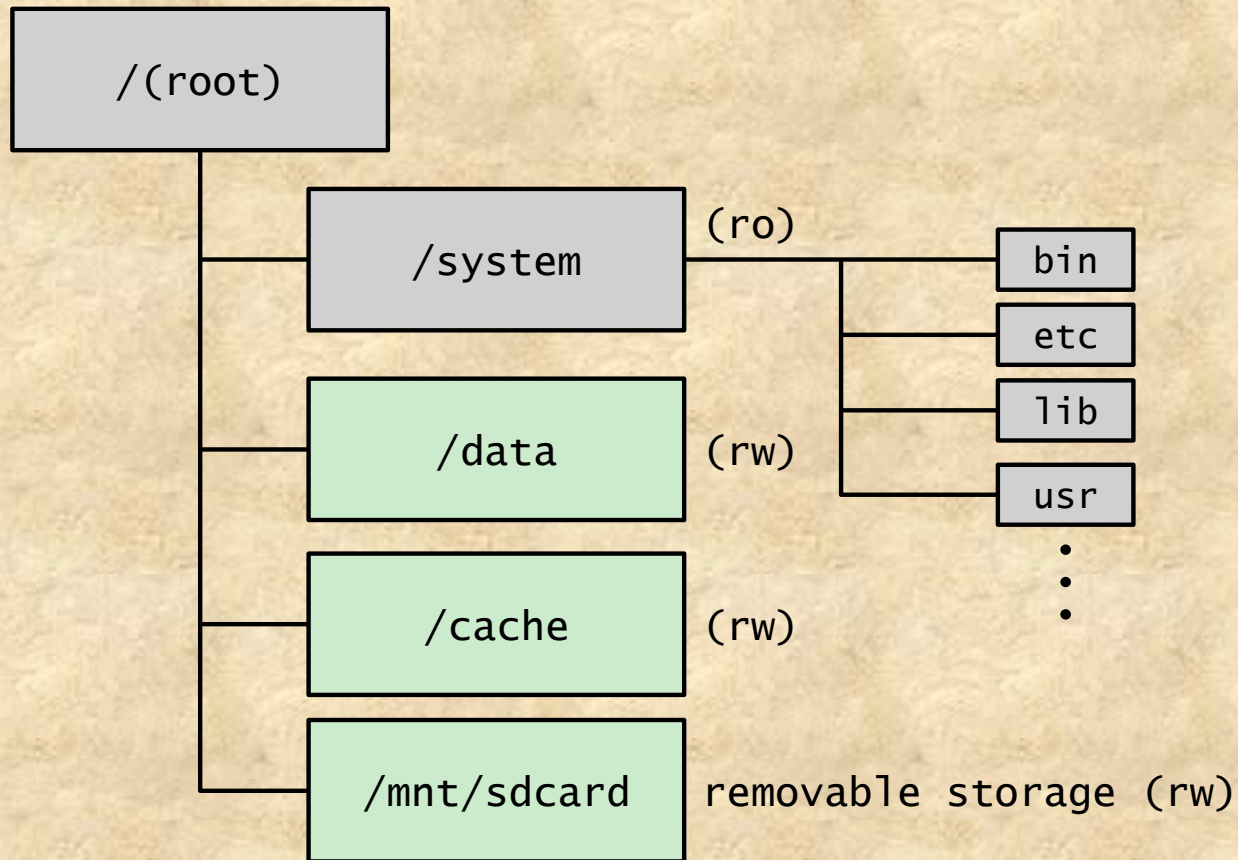 /(root)
/system
(ro)
bin
etc
lib
usr
/data
(rw)
/cache
(rw)
/mnt/sdcard
removable storage (rw)